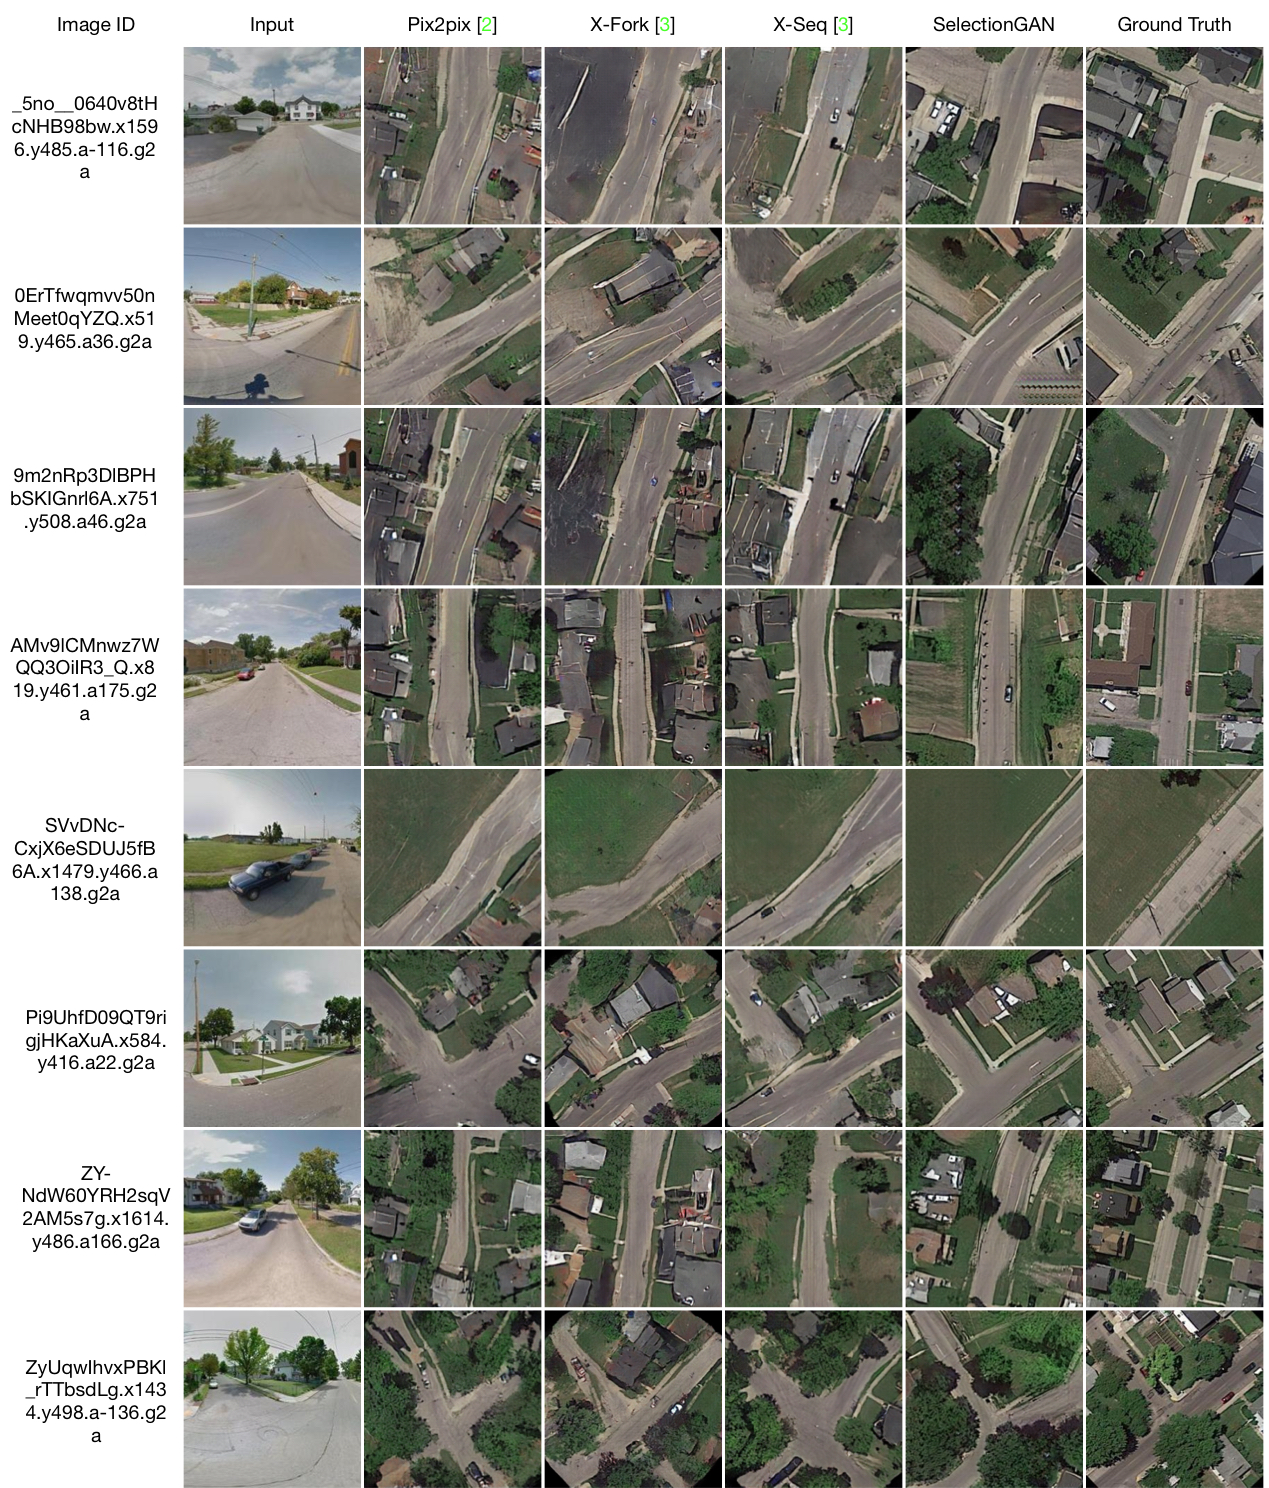 Image ID Input Pix2pix [2] X-Fork [3] X-Seq [3] SelectionGAN Ground Truth
_5no__0640v8tH
cNHB98bw.x159
6.y485.a-116.g2
a
0ErTfwqmvv50n
Meet0qYZQ.x51
9.y465.a36.g2a
9m2nRp3DlBPH
bSKIGnrl6A.x751
.y508.a46.g2a
AMv9lCMnwz7W
QQ3OiIR3_Q.x8
19.y461.a175.g2
a
SVvDNc-
CxjX6eSDUJ5fB
6A.x1479.y466.a
138.g2a
Pi9UhfD09QT9ri
gjHKaXuA.x584.
y416.a22.g2a
ZY-
NdW60YRH2sqV
2AM5s7g.x1614.
y486.a166.g2a
ZyUqwIhvxPBKl
_rTTbsdLg.x143
4.y498.a-136.g2
a